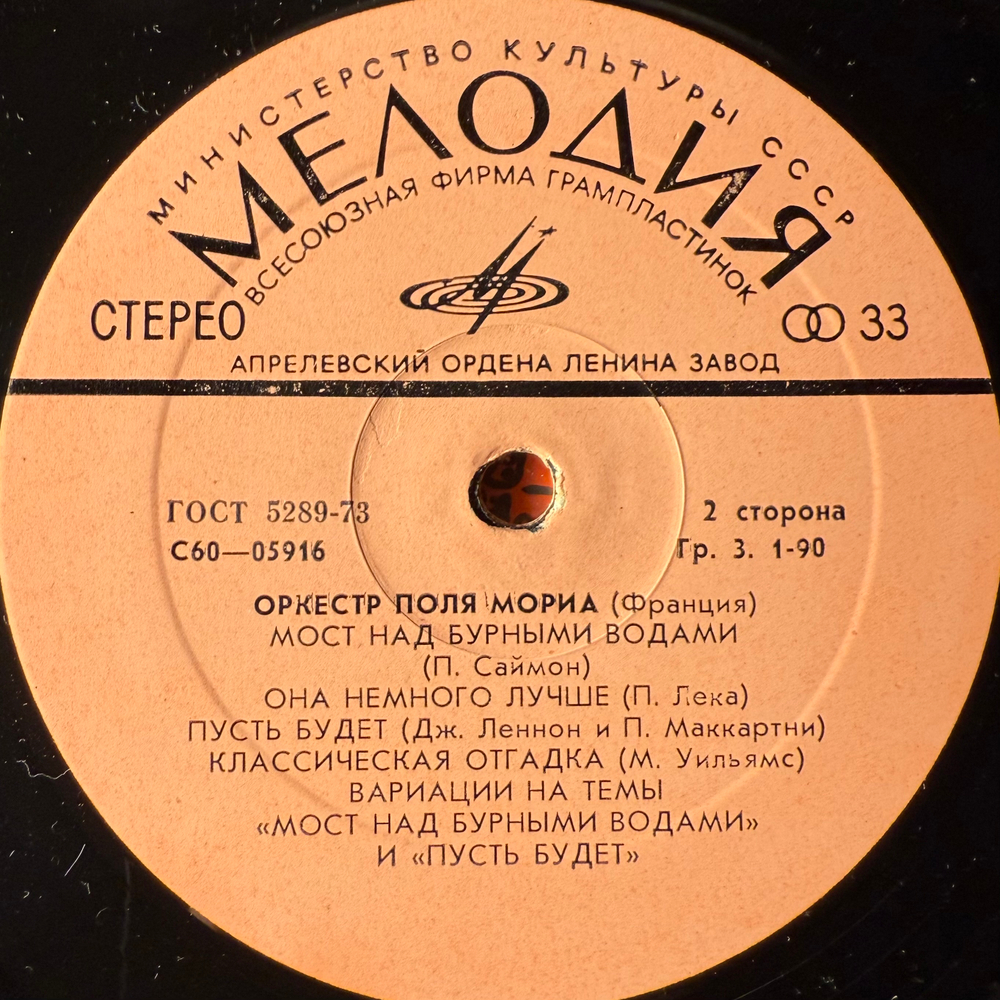 МИНИСТЕРСТВО КУЛЬТУРЫ СССР
МЕЛОДИЯ
ВСЕСОЮЗНАЯ ФИРМА ГРАМПЛАСТИНОК
СТЕРЕО
33
АПРЕЛЕВСКИЙ ОРДЕНА ЛЕНИНА ЗАВОД
ГОСТ 5289-73
2 сторона
С60—05916
Гр. 3. 1-90
ОРКЕСТР ПОЛЯ МОРИА (Франция)
МОСТ НАД БУРНЫМИ ВОДАМИ
(П. Саймон)
ОНА НЕМНОГО ЛУЧШЕ (П. Лека)
ПУСТЬ БУДЕТ (Дж. Леннон и П. Маккартни)
КЛАССИЧЕСКАЯ ОТГАДКА (М. Уильямс)
ВАРИАЦИИ НА ТЕМЫ
«МОСТ НАД БУРНЫМИ ВОДАМИ»
И «ПУСТЬ БУДЕТ»